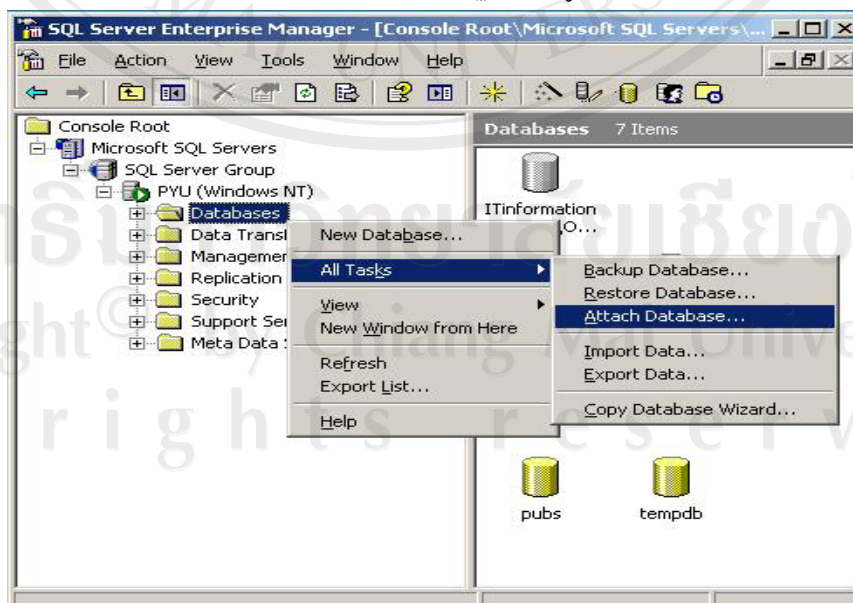 SQL Server Enterprise Manager - [Console Root\Microsoft SQL Servers\...
File Action View Tools Window Help
Console Root
Microsoft SQL Servers
SQL Server Group
PYU (Windows NT)
Databases
Data Transl
Managemen
Replication
Security
Support Ser
Meta Data
Databases 7 Items
ITinformation
New Database...
All Tasks
View
New Window from Here
Refresh
Export List...
Help
Backup Database...
Restore Database...
Attach Database...
Import Data...
Export Data...
Copy Database Wizard...
pubs
tempdb